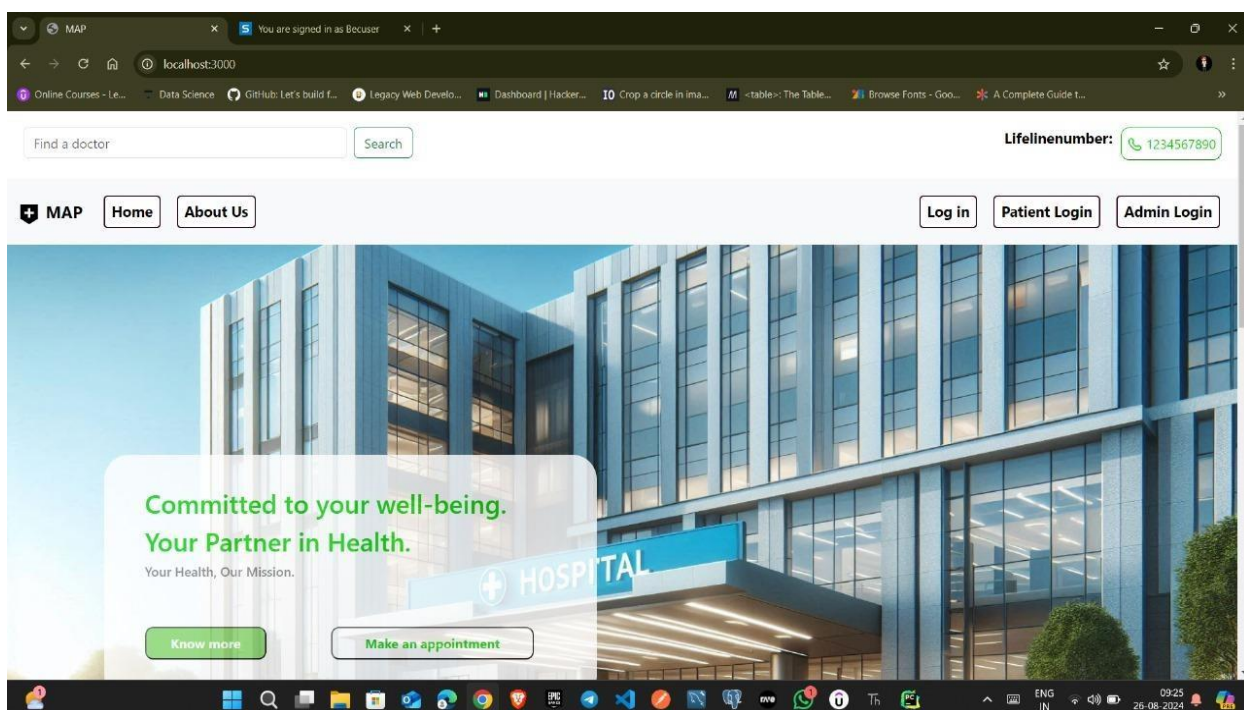 MAP
You are signed in as Becuser
localhost:3000
Online Courses - Le...
Data Science
GitHub: Let's build f...
Legacy Web Develo...
Dashboard | Hacker...
Crop a circle in ima...
<table>: The Table...
Browse Fonts - Goo...
A Complete Guide t...
Find a doctor
Search
Lifelinenumber:
1234567890
MAP
Home
About Us
Log in
Patient Login
Admin Login
HOSPITAL
Committed to your well-being.
Your Partner in Health.
Your Health, Our Mission.
Know more
Make an appointment
EPIC
Th
PC
ENG
IN
09:25
26-08-2024